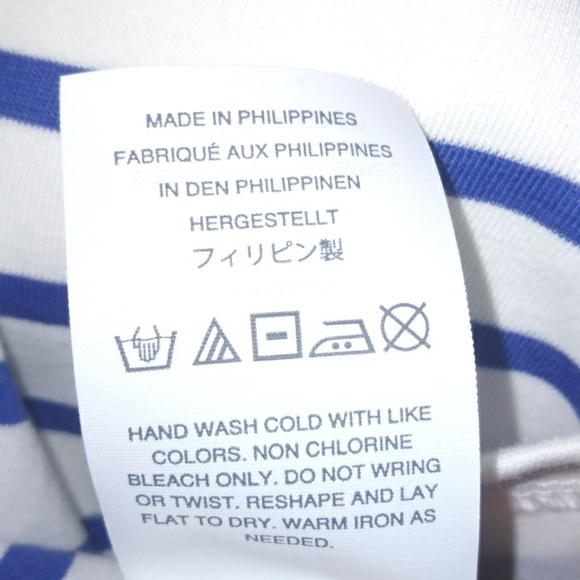 MADE IN PHILIPPINES
FABRIQUÉ AUX PHILIPPINES
IN DEN PHILIPPINEN
HERGESTELLT
フィリピン製
HAND WASH COLD WITH LIKE
COLORS. NON CHLORINE
BLEACH ONLY. DO NOT WRING
OR TWIST. RESHAPE AND LAY
FLAT TO DRY. WARM IRON AS
NEEDED.